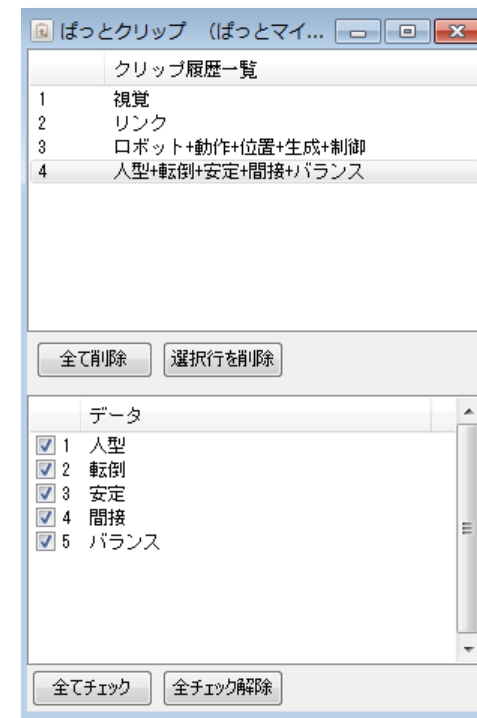 ぱっとクリップ （ぱっとマイ...
クリップ履歴一覧
1 視覚
2 リンク
3 ロボット+動作+位置+生成+制御
4 人型+転倒+安定+間接+バランス
全て削除 選択行を削除
データ
1 人型
2 転倒
3 安定
4 間接
5 バランス
全てチェック 全チェック解除